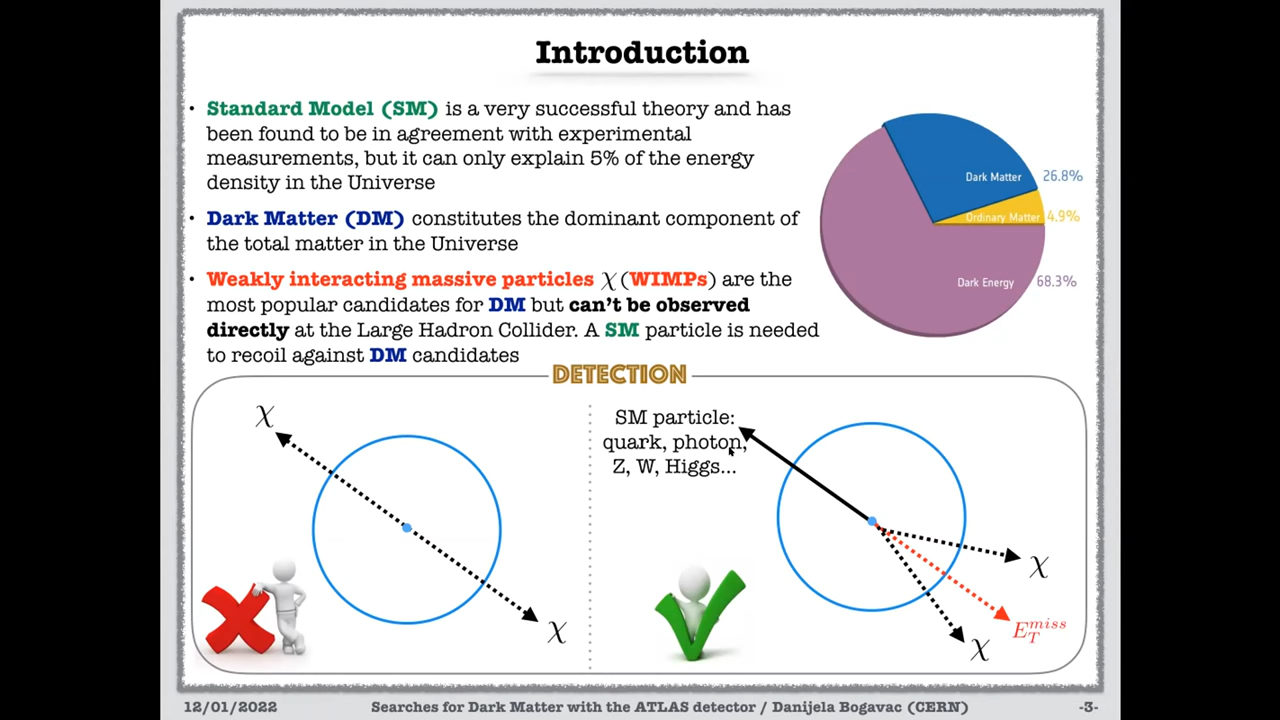 Introduction
• Standard Model (SM) is a very successful theory and has
been found to be in agreement with experimental
measurements, but it can only explain 5% of the energy
density in the Universe
• Dark Matter (DM) constitutes the dominant component of
the total matter in the Universe
• Weakly interacting massive particles χ (WIMPs) are the
most popular candidates for DM but can't be observed
directly at the Large Hadron Collider. A SM particle is needed
to recoil against DM candidates
Dark Matter 26.8%
Ordinary Matter 4.9%
Dark Energy 68.3%
DETECTION
χ
χ
SM particle:
quark, photon,
Z, W, Higgs...
χ
E_T^{miss}
χ
12/01/2022 Searches for Dark Matter with the ATLAS detector / Danijela Bogavac (CERN) -3-